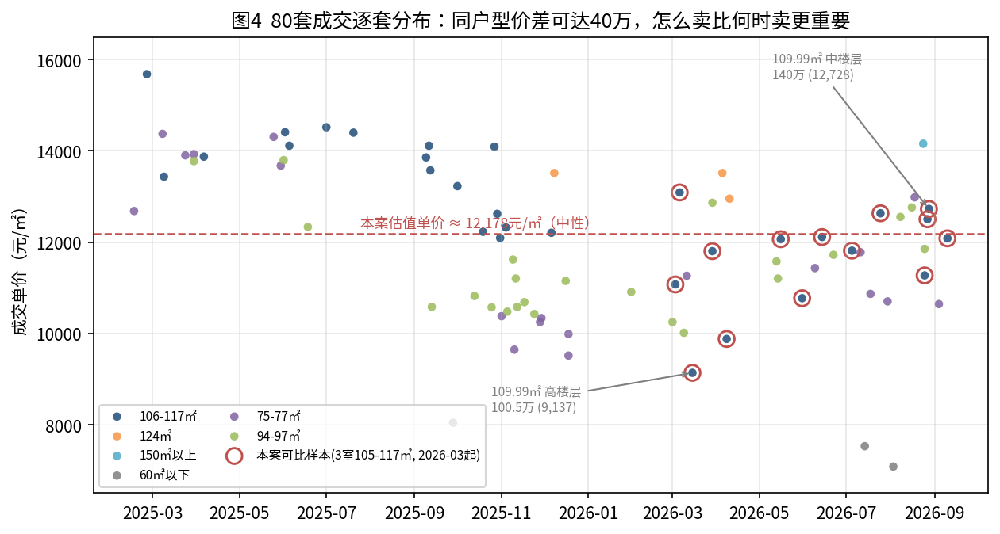 图4 80套成交逐套分布：同户型价差可达40万，怎么卖比何时卖更重要
成交单价（元/㎡）
16000
14000
12000
10000
8000
109.99㎡ 中楼层
140万 (12,728)
本案估值单价 ≈ 12,178元/㎡（中性）
109.99㎡ 高楼层
100.5万 (9,137)
106-117㎡
124㎡
150㎡以上
60㎡以下
75-77㎡
94-97㎡
本案可比样本(3室105-117㎡, 2026-03起)
2025-03
2025-05
2025-07
2025-09
2025-11
2026-01
2026-03
2026-05
2026-07
2026-09